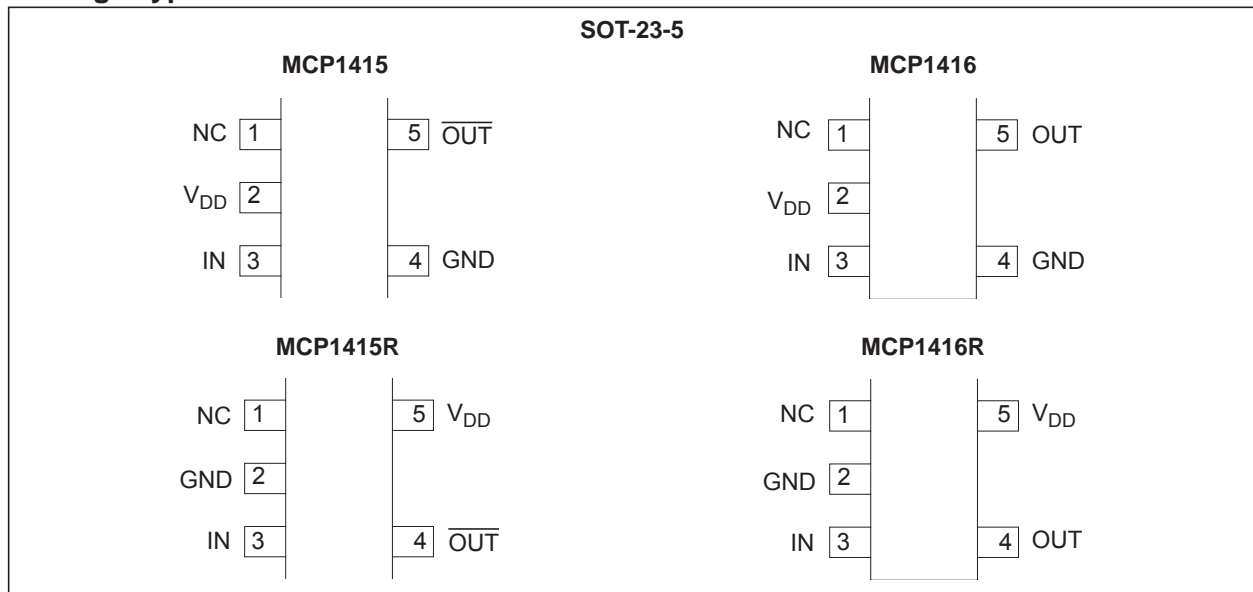 SOT-23-5
MCP1415
NC 1 5 O̅U̅T̅
VDD 2
IN 3 4 GND
MCP1416
NC 1 5 OUT
VDD 2
IN 3 4 GND
MCP1415R
NC 1 5 VDD
GND 2
IN 3 4 O̅U̅T̅
MCP1416R
NC 1 5 VDD
GND 2
IN 3 4 OUT